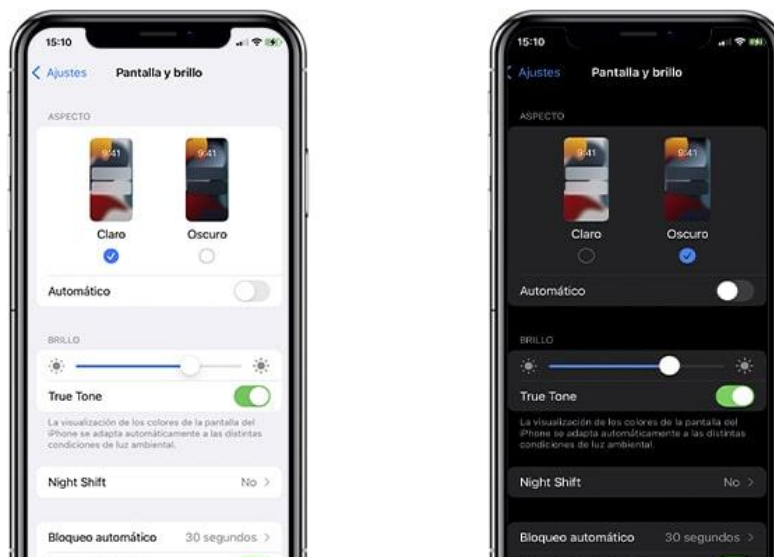 15:10
Ajustes
Pantalla y brillo
ASPECTO
9:41
9:41
Claro
Oscuro
Automático
BRILLO
True Tone
La visualización de los colores de la pantalla del
iPhone se adapta automáticamente a las distintas
condiciones de luz ambiental.
Night Shift
No
Bloqueo automático
30 segundos
15:10
Ajustes
Pantalla y brillo
ASPECTO
9:41
9:41
Claro
Oscuro
Automático
BRILLO
True Tone
La visualización de los colores de la pantalla del
iPhone se adapta automáticamente a las distintas
condiciones de luz ambiental.
Night Shift
No
Bloqueo automático
30 segundos